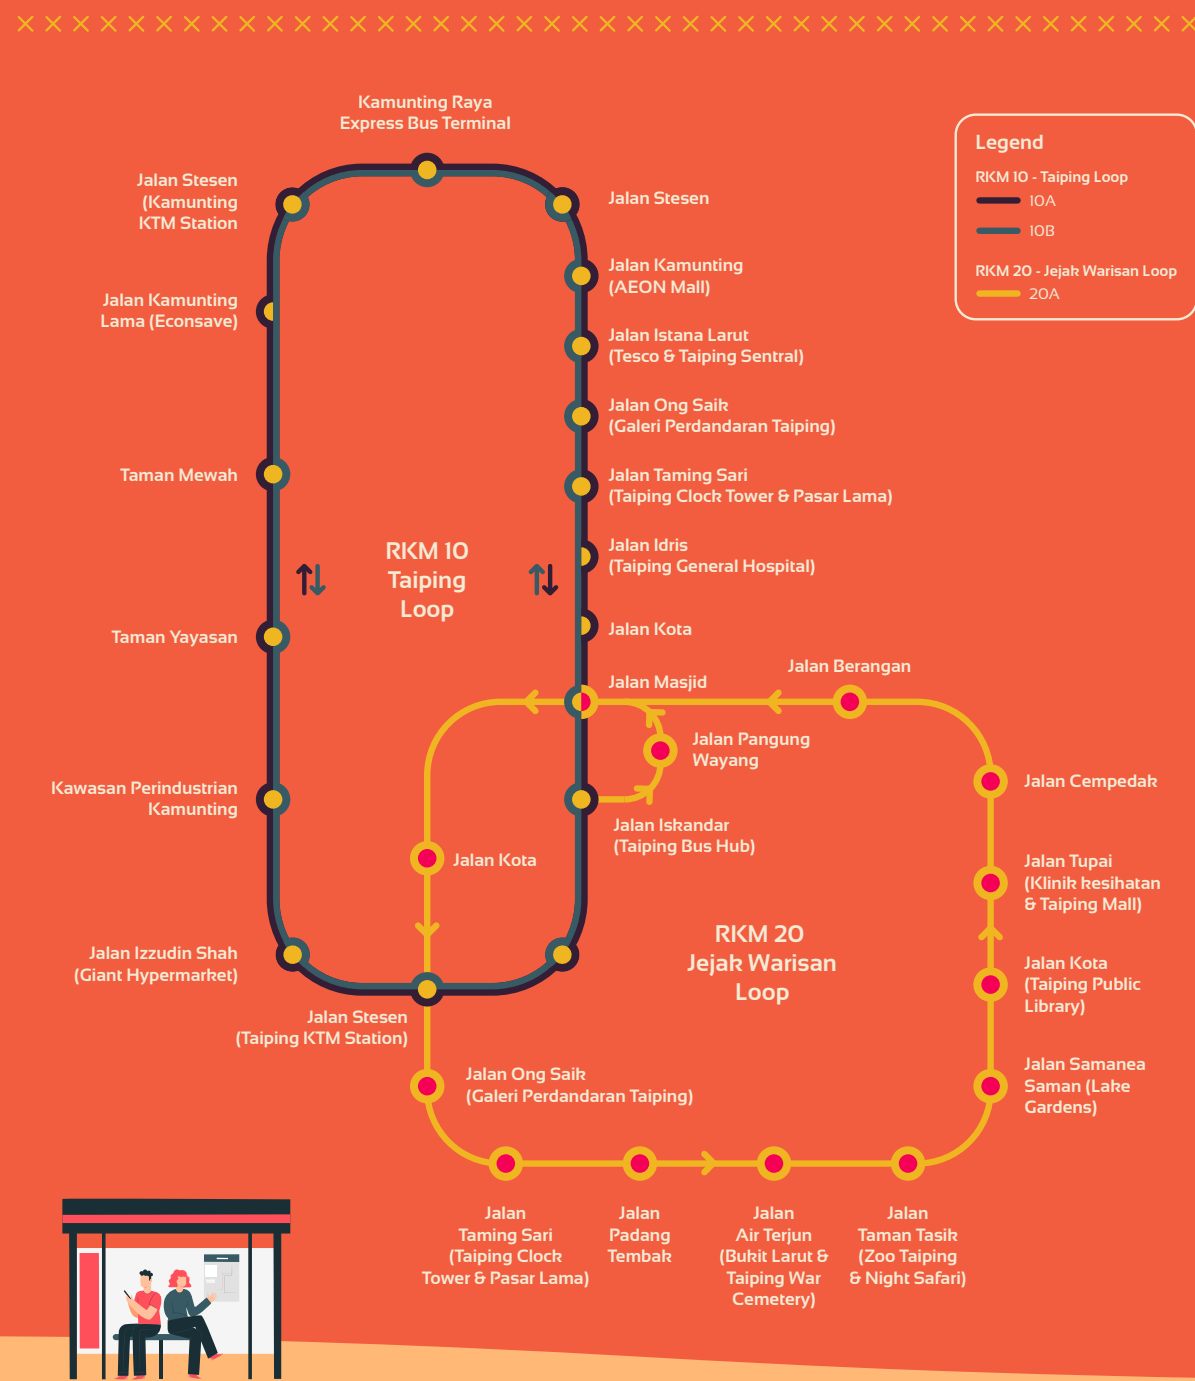 Kamunting Raya
Express Bus Terminal
Legend
RKM 10 - Taiping Loop
10A
10B
RKM 20 - Jejak Warisan Loop
20A
Jalan Stesen
(Kamunting
KTM Station
Jalan Stesen
Jalan Kamunting
(AEON Mall)
Jalan Kamunting
Lama (Econsave)
Jalan Istana Larut
(Tesco & Taiping Sentral)
Jalan Ong Saik
(Galeri Perdandaran Taiping)
Taman Mewah
Jalan Taming Sari
(Taiping Clock Tower & Pasar Lama)
RKM 10
Taiping
Loop
Jalan Idris
(Taiping General Hospital)
Taman Yayasan
Jalan Kota
Jalan Masjid
Jalan Berangan
Jalan Pangung
Wayang
Jalan Cempedak
Kawasan Perindustrian
Kamunting
Jalan Iskandar
(Taiping Bus Hub)
Jalan Kota
Jalan Tupai
(Klinik kesihatan
& Taiping Mall)
RKM 20
Jejak Warisan
Loop
Jalan Izzudin Shah
(Giant Hypermarket)
Jalan Kota
(Taiping Public
Library)
Jalan Stesen
(Taiping KTM Station)
Jalan Ong Saik
(Galeri Perdandaran Taiping)
Jalan Samanea
Saman (Lake
Gardens)
Jalan
Taming Sari
(Taiping Clock
Tower & Pasar Lama)
Jalan
Padang
Tembak
Jalan
Air Terjun
(Bukit Larut &
Taiping War
Cemetery)
Jalan
Taman Tasik
(Zoo Taiping
& Night Safari)